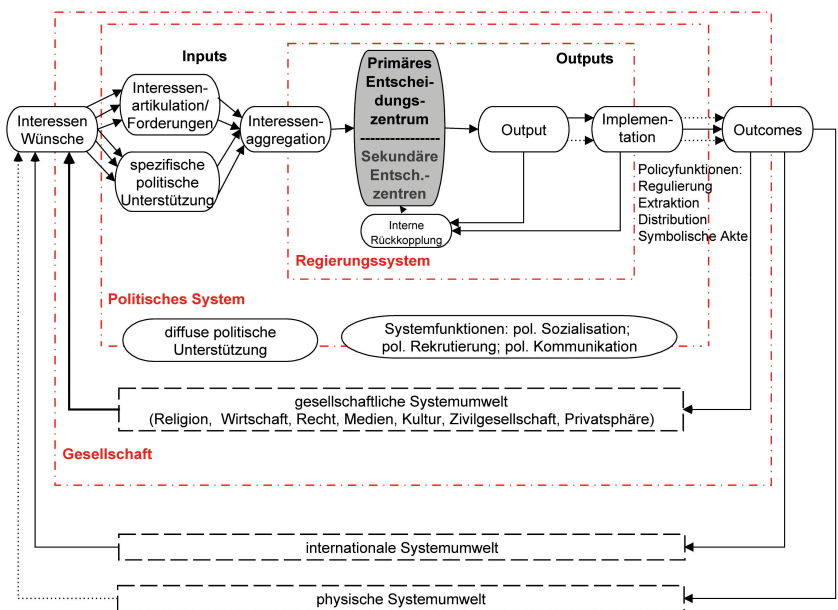 Inputs
Outputs
Interessen
Wünsche
Interessen-
artikulation/
Forderungen
spezifische
politische
Unterstützung
Interessen-
aggregation
Primäres
Entschei-
dungs-
zentrum
Sekundäre
Entsch.-
zentren
Output
Implemen-
tation
Outcomes
Policyfunktionen:
Regulierung
Extraktion
Distribution
Symbolische Akte
Interne
Rückkopplung
Regierungssystem
Politisches System
diffuse politische
Unterstützung
Systemfunktionen: pol. Sozialisation;
pol. Rekrutierung; pol. Kommunikation
gesellschaftliche Systemumwelt
(Religion, Wirtschaft, Recht, Medien, Kultur, Zivilgesellschaft, Privatsphäre)
Gesellschaft
internationale Systemumwelt
physische Systemumwelt